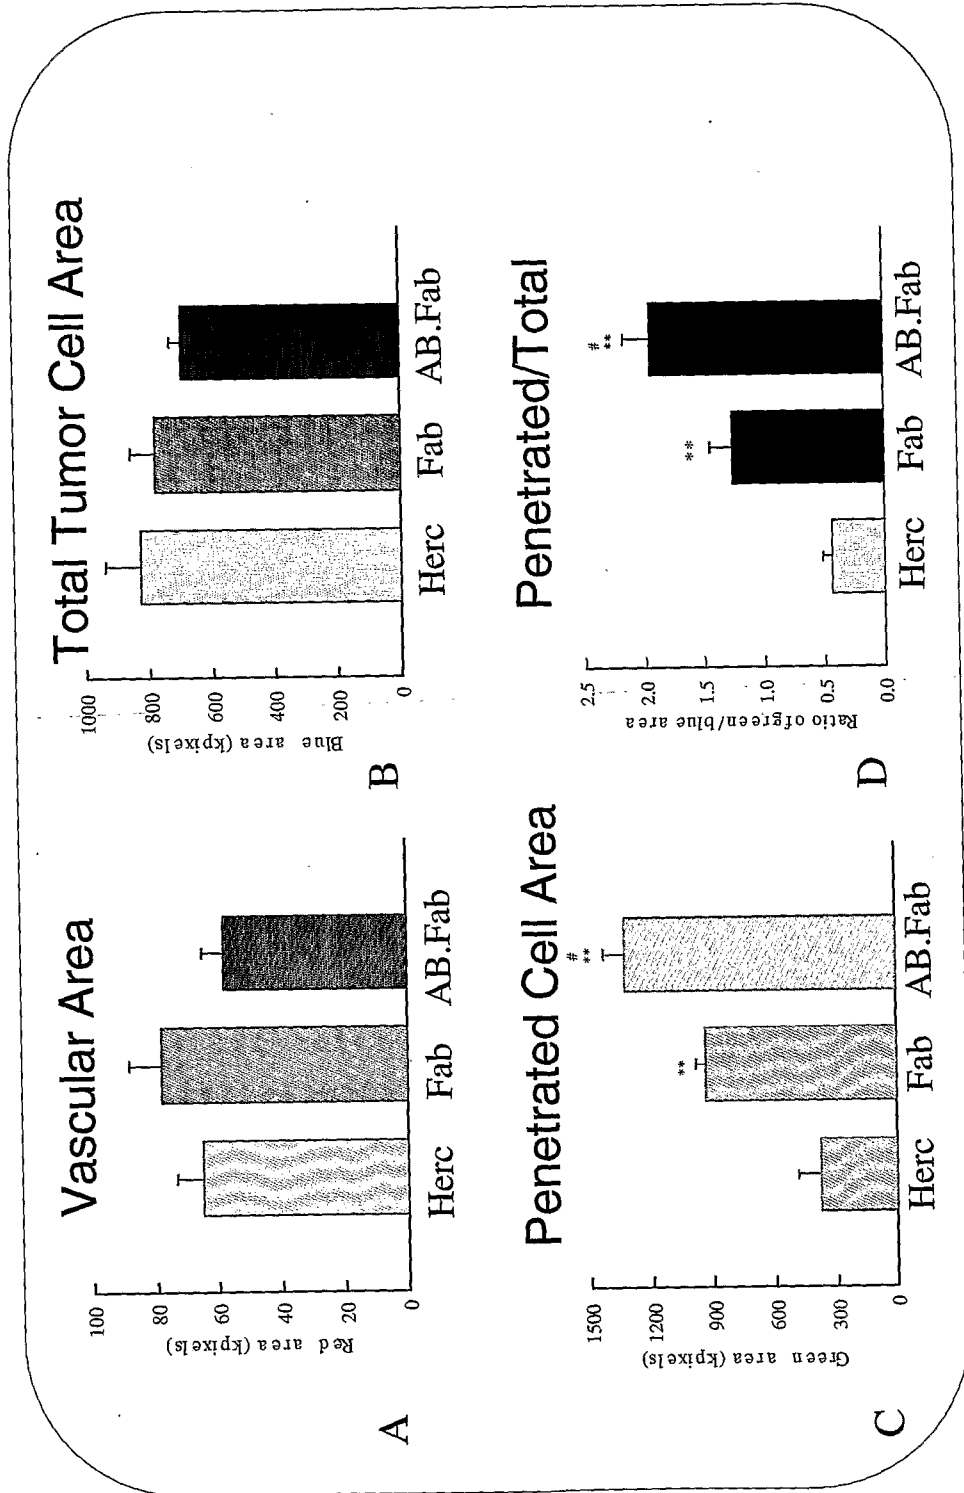 Vascular Area
Red area (kpixels)
100
80
60
40
20
0
Herc
Fab
AB.Fab
A
Total Tumor Cell Area
Blue area (kpixels)
1000
800
600
400
200
0
Herc
Fab
AB.Fab
B
Penetrated Cell Area
Green area (kpixels)
1500
1200
900
600
300
0
**
#
**
Herc
Fab
AB.Fab
C
Penetrated/Total
Ratio ofgreen/blue area
2.5
2.0
1.5
1.0
0.5
0.0
**
#
**
Herc
Fab
AB.Fab
D